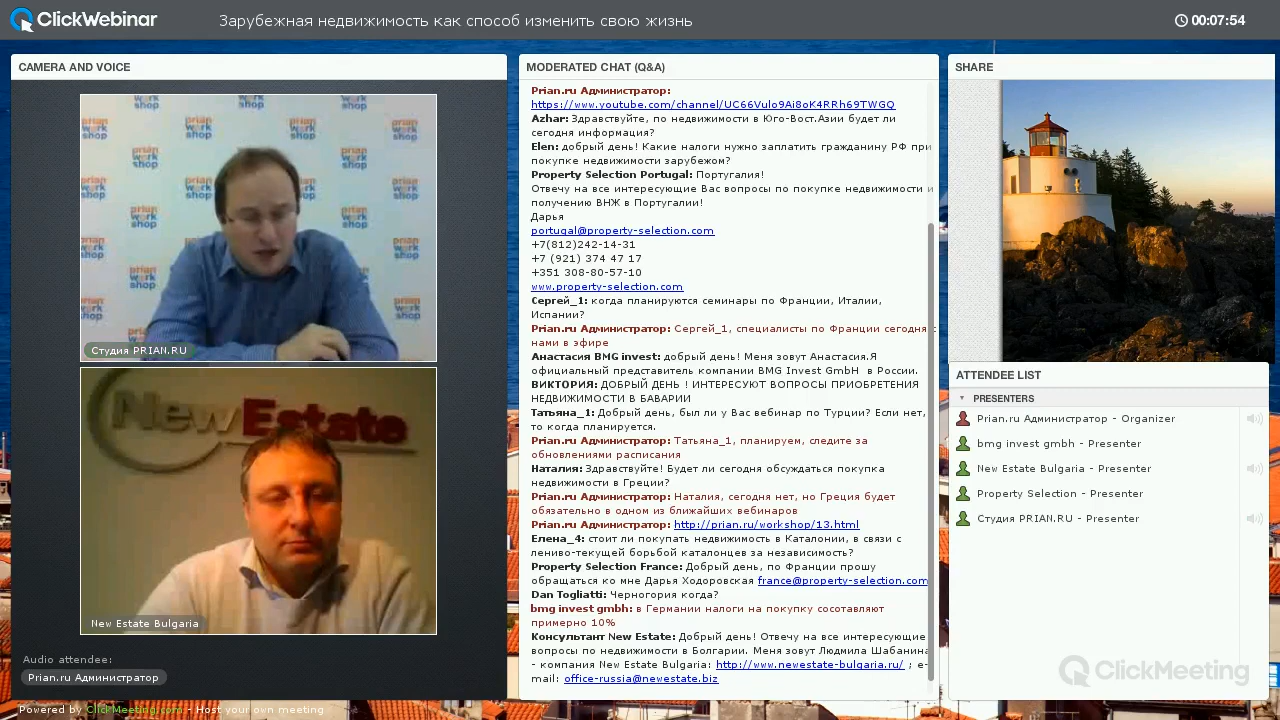 ClickWebinar
Зарубежная недвижимость как способ изменить свою жизнь
00:07:54
CAMERA AND VOICE
prian work shop
Студия PRIAN.RU
NewEstate
New Estate Bulgaria
Audio attendee:
Prian.ru Администратор
Powered by ClickMeeting.com - Host your own meeting
MODERATED CHAT (Q&A)
Prian.ru Администратор:
https://www.youtube.com/channel/UC66Vulo9Ai8oK4RRh69TWGQ
Azhar: Здравствуйте, по недвижимости в Юго-Вост.Азии будет ли
сегодня информация?
Elen: добрый день! Какие налоги нужно заплатить гражданину РФ при
покупке недвижимости зарубежом?
Property Selection Portugal: Португалия!
Отвечу на все интересующие Вас вопросы по покупке недвижимости и
получению ВНЖ в Португалии!
Дарья
portugal@property-selection.com
+7(812)242-14-31
+7 (921) 374 47 17
+351 308-80-57-10
www.property-selection.com
Сергей_1: когда планируются семинары по Франции, Италии,
Испании?
Prian.ru Администратор: Сергей_1, специалисты по Франции сегодня с
нами в эфире
Анастасия BMG invest: добрый день! Меня зовут Анастасия.Я
официальный представитель компании BMG Invest GmbH в России.
ВИКТОРИЯ: ДОБРЫЙ ДЕНЬ ! ИНТЕРЕСУЮТ ВОПРОСЫ ПРИОБРЕТЕНИЯ
НЕДВИЖИМОСТИ В БАВАРИИ
Татьяна_1: Добрый день, был ли у Вас вебинар по Турции? Если нет,
то когда планируется.
Prian.ru Администратор: Татьяна_1, планируем, следите за
обновлениями расписания
Наталия: Здравствуйте! Будет ли сегодня обсуждаться покупка
недвижимости в Греции?
Prian.ru Администратор: Наталия, сегодня нет, но Греция будет
обязательно в одном из ближайших вебинаров
Prian.ru Администратор: http://prian.ru/workshop/13.html
Елена_4: стоит ли покупать недвижимость в Каталонии, в связи с
лениво-текущей борьбой каталонцев за независимость?
Property Selection France: Добрый день, по Франции прошу
обращаться ко мне Дарья Ходоровская france@property-selection.com
Dan Togliatti: Черногория когда?
bmg invest gmbh: в Германии налоги на покупку сосотавляют
примерно 10%
Консультант New Estate: Добрый день! Отвечу на все интересующие
вопросы по недвижимости в Болгарии. Меня зовут Людмила Шабанина
- компания New Estate Bulgaria: http://www.newestate-bulgaria.ru/ ; e-
mail: office-russia@newestate.biz
SHARE
ATTENDEE LIST
PRESENTERS
Prian.ru Администратор - Organizer
bmg invest gmbh - Presenter
New Estate Bulgaria - Presenter
Property Selection - Presenter
Студия PRIAN.RU - Presenter
ClickMeeting